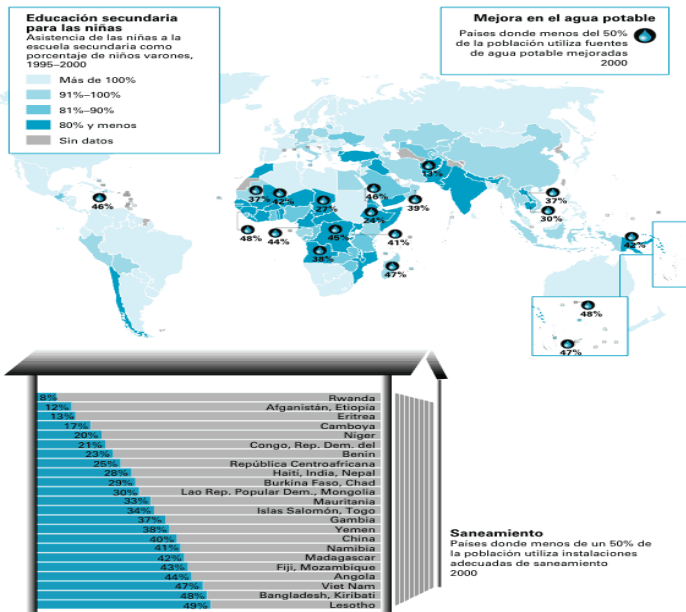 Educación secundaria
para las niñas
Asistencia de las niñas a la
escuela secundaria como
porcentaje de niños varones,
1995–2000
Más de 100%
91%–100%
81%–90%
80% y menos
Sin datos
Mejora en el agua potable
Países donde menos del 50%
de la población utiliza fuentes
de agua potable mejoradas
2000
13%
37%
42%
27%
46%
24%
39%
46%
37%
30%
48%
44%
45%
41%
42%
38%
47%
48%
47%
8% Rwanda
12% Afganistán, Etiopia
13% Eritrea
17% Camboya
20% Níger
21% Congo, Rep. Dem. del
23% Benin
25% República Centroafricana
28% Haití, India, Nepal
29% Burkina Faso, Chad
30% Lao Rep. Popular Dem., Mongolia
33% Mauritania
34% Islas Salomón, Togo
37% Gambia
38% Yemen
40% China
41% Namibia
42% Madagascar
43% Fiji, Mozambique
44% Angola
47% Viet Nam
48% Bangladesh, Kiribati
49% Lesotho
Saneamiento
Países donde menos de un 50% de
la población utiliza instalaciones
adecuadas de saneamiento
2000